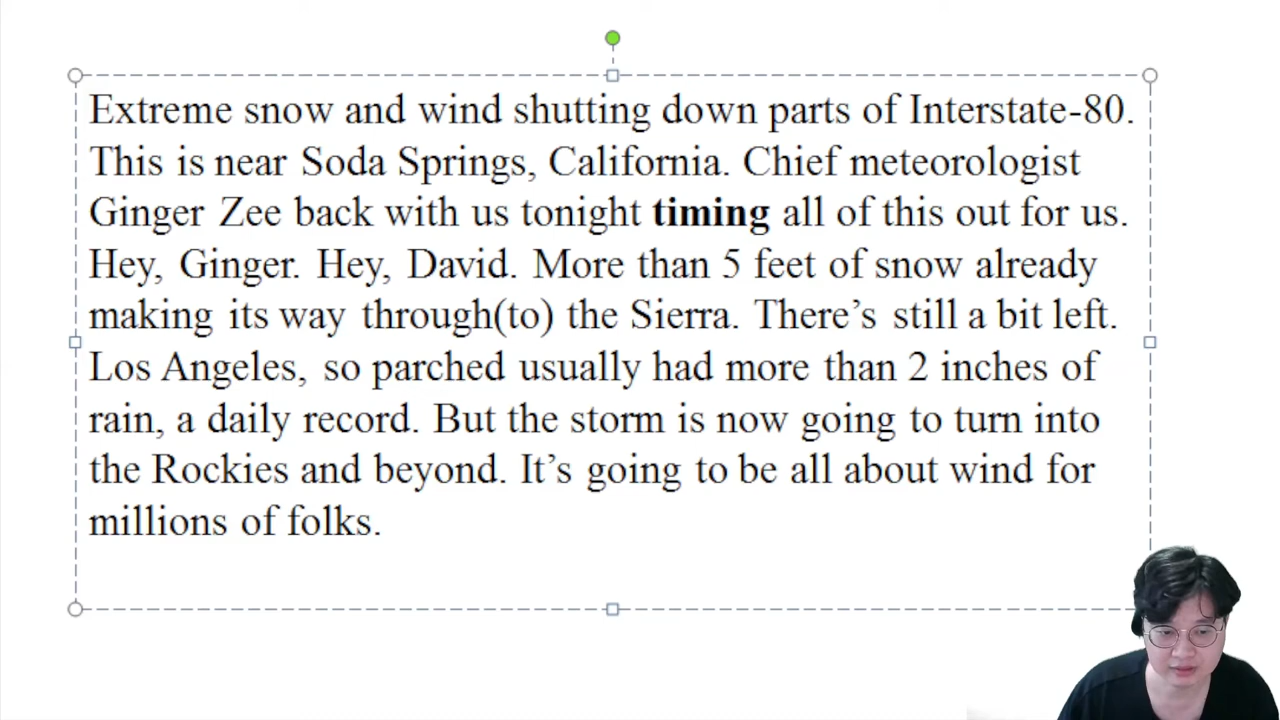 Extreme snow and wind shutting down parts of Interstate-80.
This is near Soda Springs, California. Chief meteorologist
Ginger Zee back with us tonight timing all of this out for us.
Hey, Ginger. Hey, David. More than 5 feet of snow already
making its way through(to) the Sierra. There’s still a bit left.
Los Angeles, so parched usually had more than 2 inches of
rain, a daily record. But the storm is now going to turn into
the Rockies and beyond. It’s going to be all about wind for
millions of folks.